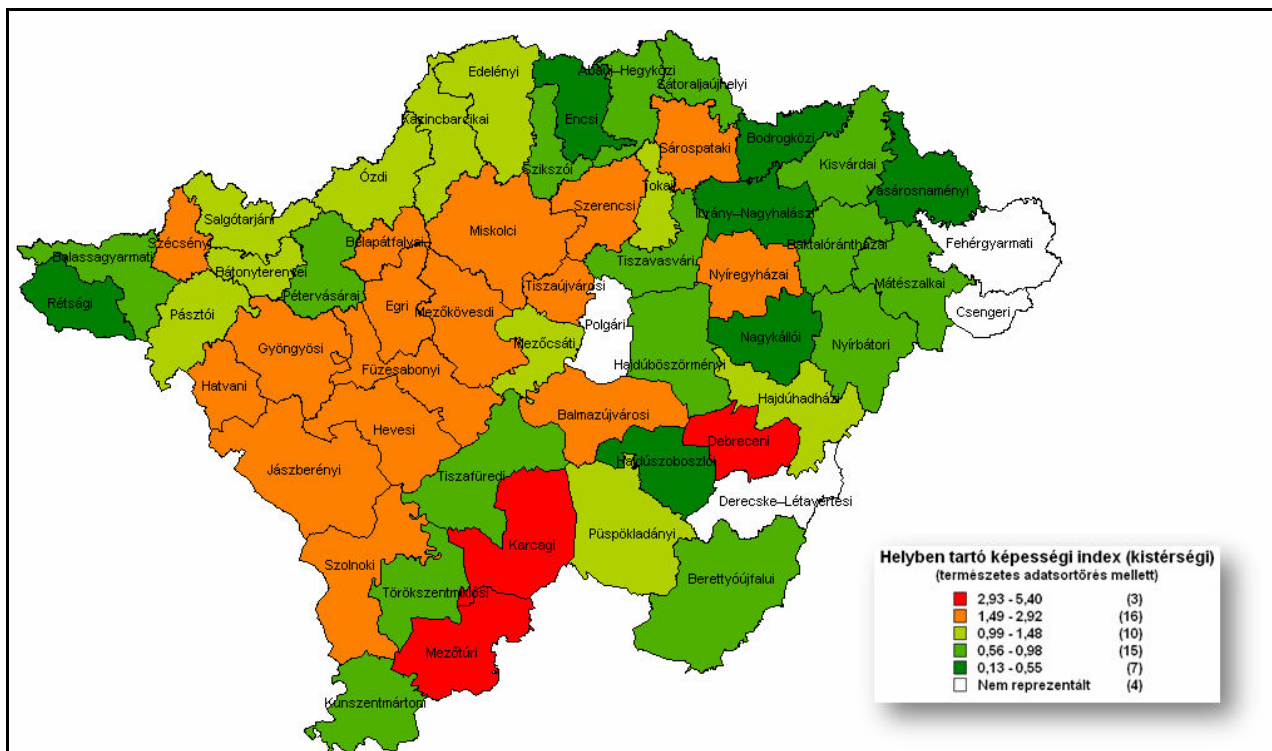 Edelényi
Abaúj–Hegyközi
Sátoraljaújhelyi
Kazincbarcikai
Encsi
Bodrogközi
Sárospataki
Kisvárdai
Ózdi
Szikszói
Tokaji
Vásárosnaményi
Salgótarjáni
Szerencsi
Ibrány–Nagyhalászi
Szécsényi
Bélapátfalvai
Miskolci
Baktalórántházai
Fehérgyarmati
Balassagyarmati
Bátonyterenyei
Tiszavasvári
Nyíregyházai
Rétsági
Pétervásárai
Tiszaújvárosi
Mátészalkai
Pásztói
Egri
Mezőkövesdi
Polgári
Csengeri
Gyöngyösi
Mezőcsáti
Nagykállói
Nyírbátori
Füzesabonyi
Hajdúböszörményi
Hatvani
Hajdúhadházi
Hevesi
Balmazújvárosi
Debreceni
Jászberényi
Tiszafüredi
Hajdúszoboszlói
Derecske–Létavértesi
Püspökladányi
Karcagi
Szolnoki
Berettyóújfalui
Törökszentmiklósi
Mezőtúri
Kunszentmártoni
Helyben tartó képességi index (kistérségi)
(természetes adatsortörés mellett)
2,93 - 5,40 (3)
1,49 - 2,92 (16)
0,99 - 1,48 (10)
0,56 - 0,98 (15)
0,13 - 0,55 (7)
Nem reprezentált (4)